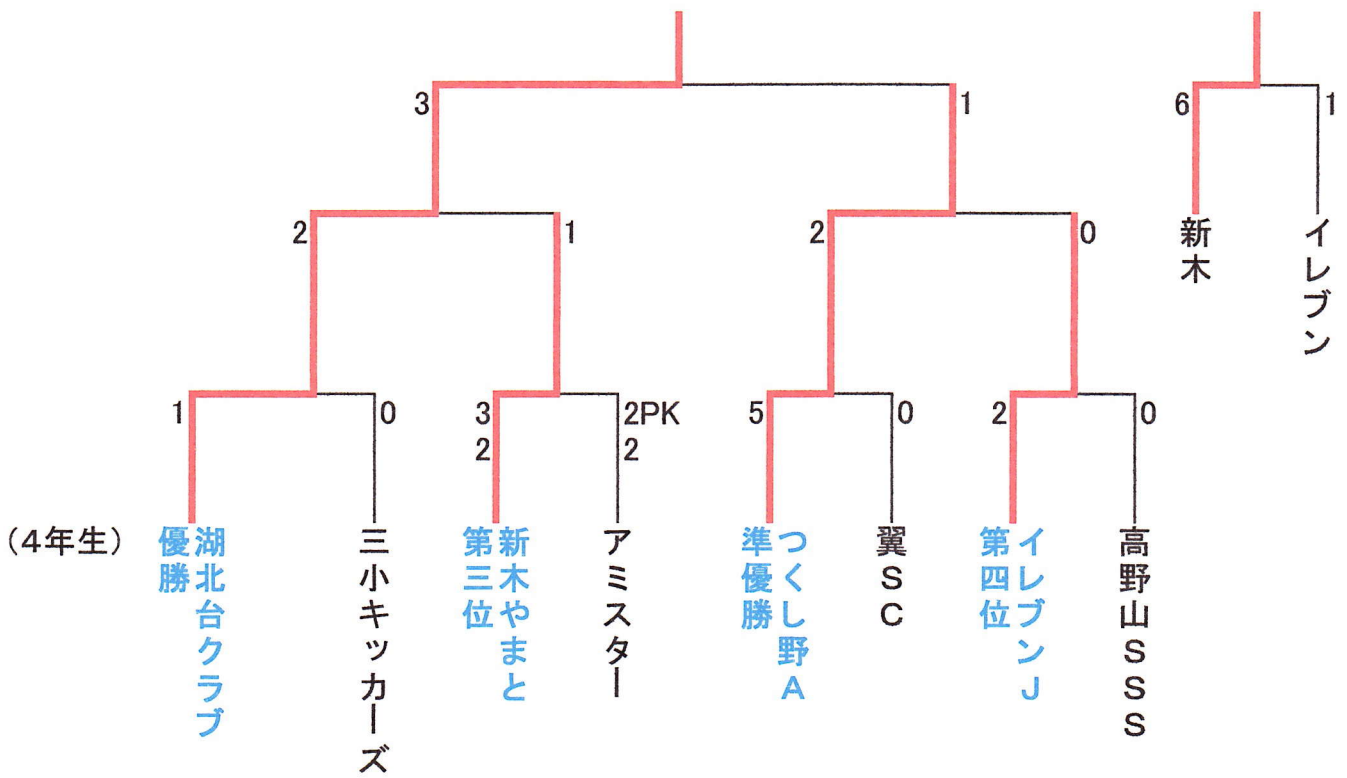 3
1
6
1
2
1
2
0
新木
イレブン
1
0
3
2PK
5
0
2
0
2
2
(4年生)
湖北台クラブ
優勝
三小キッカーズ
新木やまと
第三位
アミスター
つくし野A
準優勝
翼SC
イレブンJ
第四位
高野山SSS